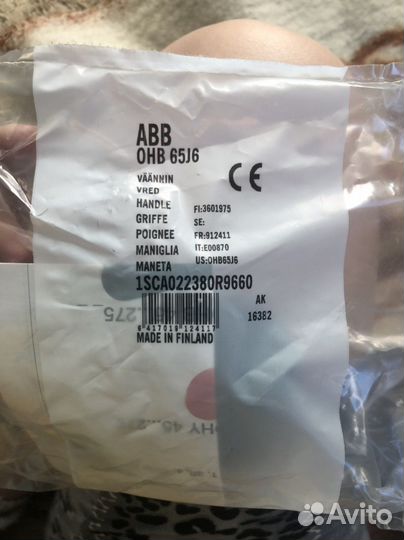 ABB
OHB 65J6
VÄÄNNIN
VRED
HANDLE FI:3601975
GRIFFE SE:
POIGNEE FR:912411
MANIGLIA IT:E00870
MANETA US:OHB65J6
1SCA022380R9660
AK
16382
6417019124117
MADE IN FINLAND
Avito